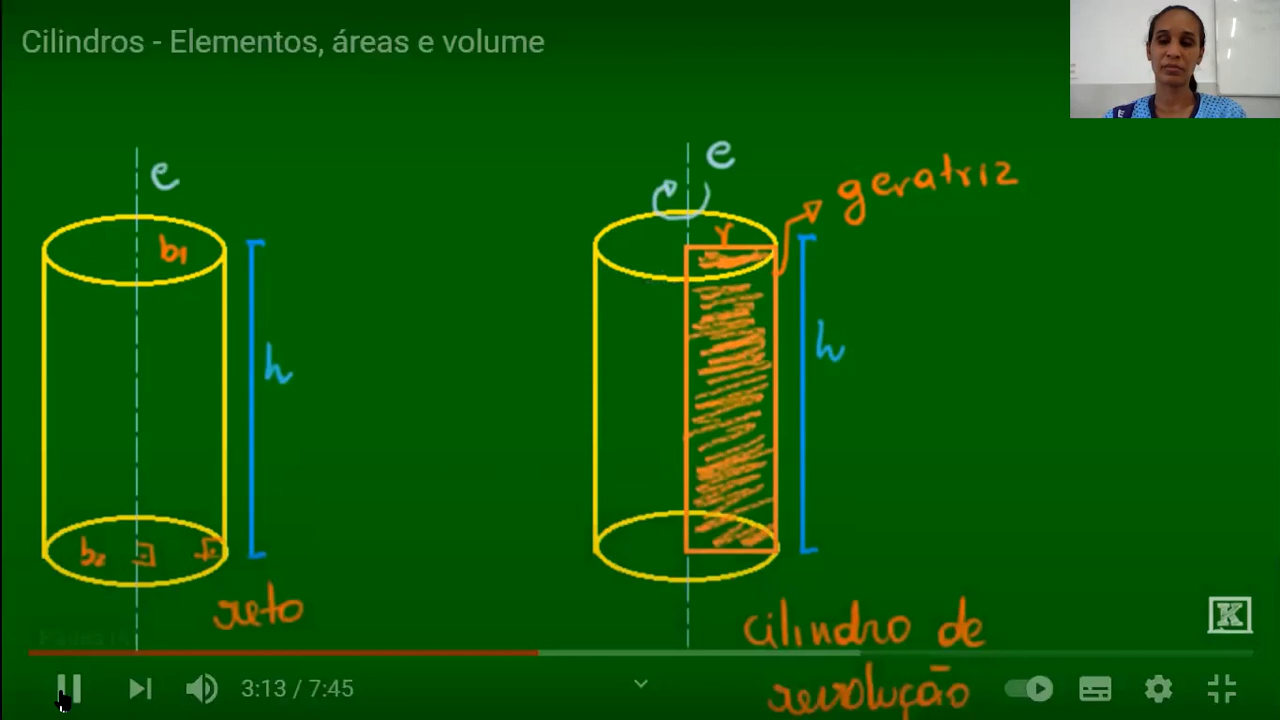 Cilindros - Elementos, áreas e volume
e
b1
h
b2
reto
e
geratriz
r
h
cilindro de
revolução
K
3:13 / 7:45